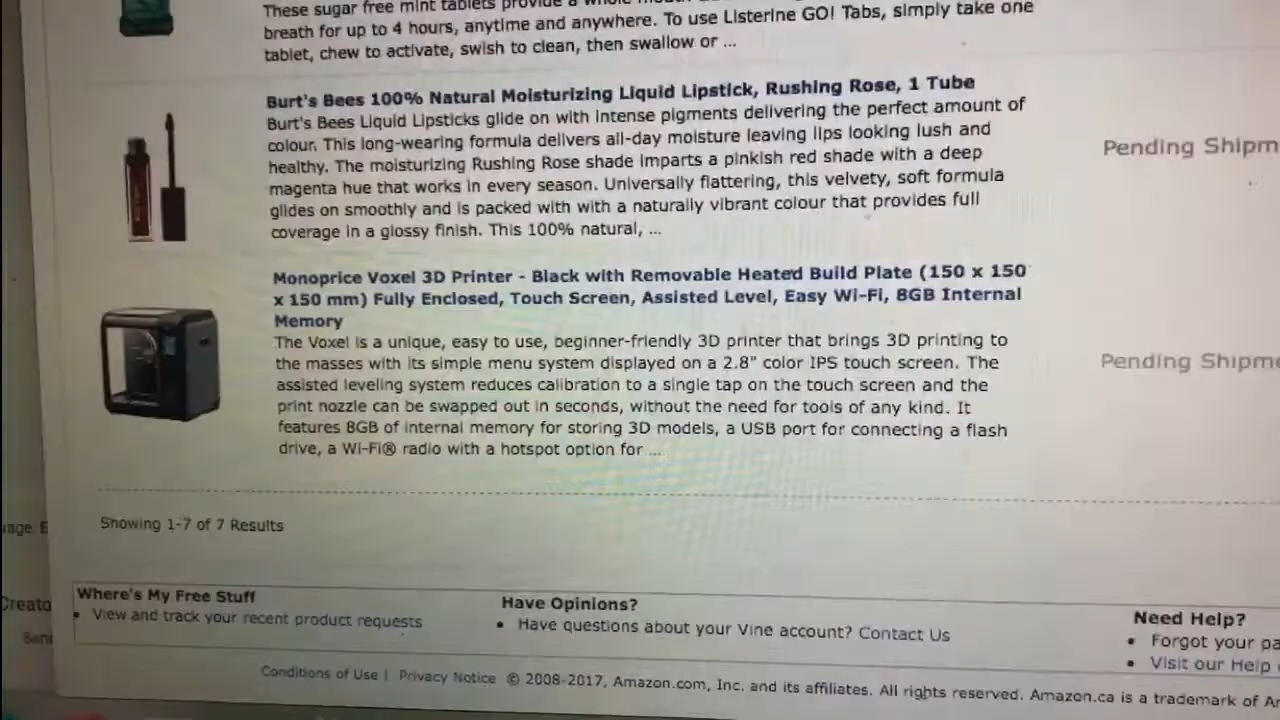 These sugar free mint tablets provide a whole
breath for up to 4 hours, anytime and anywhere. To use Listerine GO! Tabs, simply take one
tablet, chew to activate, swish to clean, then swallow or ...
Burt's Bees 100% Natural Moisturizing Liquid Lipstick, Rushing Rose, 1 Tube
Burt's Bees Liquid Lipsticks glide on with intense pigments delivering the perfect amount of
colour. This long-wearing formula delivers all-day moisture leaving lips looking lush and
healthy. The moisturizing Rushing Rose shade imparts a pinkish red shade with a deep
magenta hue that works in every season. Universally flattering, this velvety, soft formula
glides on smoothly and is packed with with a naturally vibrant colour that provides full
coverage in a glossy finish. This 100% natural, ...
Pending Shipm
Monoprice Voxel 3D Printer - Black with Removable Heated Build Plate (150 x 150
x 150 mm) Fully Enclosed, Touch Screen, Assisted Level, Easy Wi-Fi, 8GB Internal
Memory
The Voxel is a unique, easy to use, beginner-friendly 3D printer that brings 3D printing to
the masses with its simple menu system displayed on a 2.8" color IPS touch screen. The
assisted leveling system reduces calibration to a single tap on the touch screen and the
print nozzle can be swapped out in seconds, without the need for tools of any kind. It
features 8GB of internal memory for storing 3D models, a USB port for connecting a flash
drive, a Wi-Fi® radio with a hotspot option for ...
Pending Shipme
Showing 1-7 of 7 Results
Where's My Free Stuff
• View and track your recent product requests
Have Opinions?
• Have questions about your Vine account? Contact Us
Need Help?
• Forgot your pa
• Visit our Help
Conditions of Use | Privacy Notice © 2008-2017, Amazon.com, Inc. and its affiliates. All rights reserved. Amazon.ca is a trademark of A